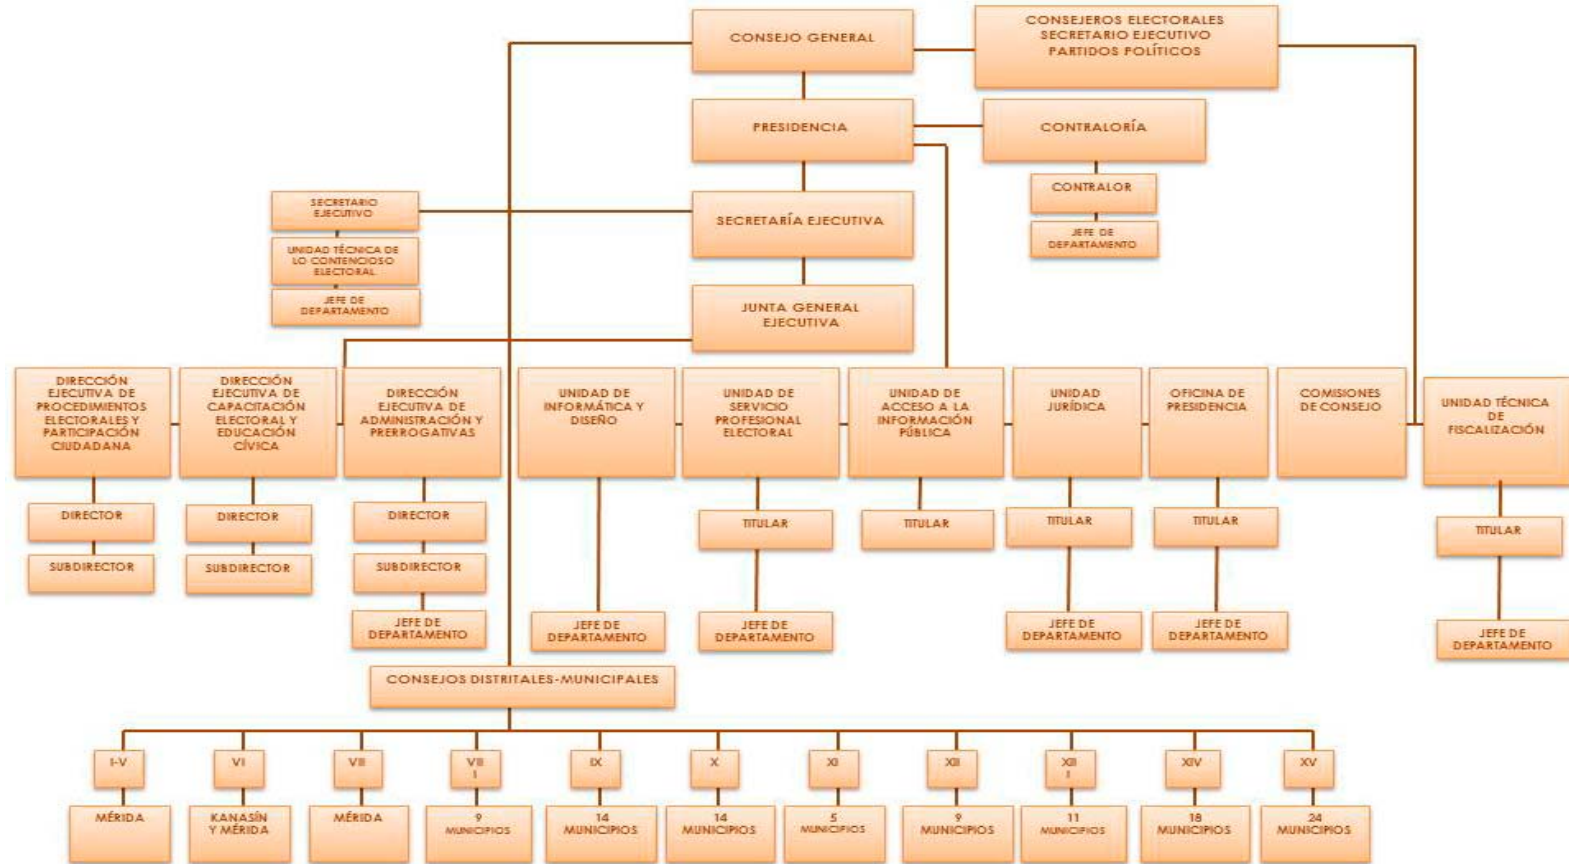 CONSEJO GENERAL
CONSEJEROS ELECTORALES
SECRETARIO EJECUTIVO
PARTIDOS POLÍTICOS
PRESIDENCIA
CONTRALORÍA
CONTRALOR
JEFE DE
DEPARTAMENTO
SECRETARIO
EJECUTIVO
SECRETARÍA EJECUTIVA
UNIDAD TÉCNICA DE
LO CONTENCIOSO
ELECTORAL
JEFE DE
DEPARTAMENTO
JUNTA GENERAL
EJECUTIVA
DIRECCIÓN
EJECUTIVA DE
PROCEDIMIENTOS
ELECTORALES Y
PARTICIPACIÓN
CIUDADANA
DIRECCIÓN
EJECUTIVA DE
CAPACITACIÓN
ELECTORAL Y
EDUCACIÓN
CÍVICA
DIRECCIÓN
EJECUTIVA DE
ADMINISTRACIÓN Y
PRERROGATIVAS
UNIDAD DE
INFORMÁTICA Y
DISEÑO
UNIDAD DE
SERVICIO
PROFESIONAL
ELECTORAL
UNIDAD DE
ACCESO A LA
INFORMACIÓN
PÚBLICA
UNIDAD
JURÍDICA
OFICINA DE
PRESIDENCIA
COMISIONES
DE CONSEJO
UNIDAD TÉCNICA
DE
FISCALIZACIÓN
DIRECTOR
DIRECTOR
DIRECTOR
TITULAR
TITULAR
TITULAR
TITULAR
TITULAR
SUBDIRECTOR
SUBDIRECTOR
SUBDIRECTOR
JEFE DE
DEPARTAMENTO
JEFE DE
DEPARTAMENTO
JEFE DE
DEPARTAMENTO
JEFE DE
DEPARTAMENTO
JEFE DE
DEPARTAMENTO
JEFE DE
DEPARTAMENTO
CONSEJOS DISTRITALES-MUNICIPALES
I-V
VI
VII
VII
I
IX
X
XI
XII
XII
I
XIV
XV
MÉRIDA
KANASÍN
Y MÉRIDA
MÉRIDA
9
MUNICIPIOS
14
MUNICIPIOS
14
MUNICIPIOS
5
MUNICIPIOS
9
MUNICIPIOS
11
MUNICIPIOS
18
MUNICIPIOS
24
MUNICIPIOS